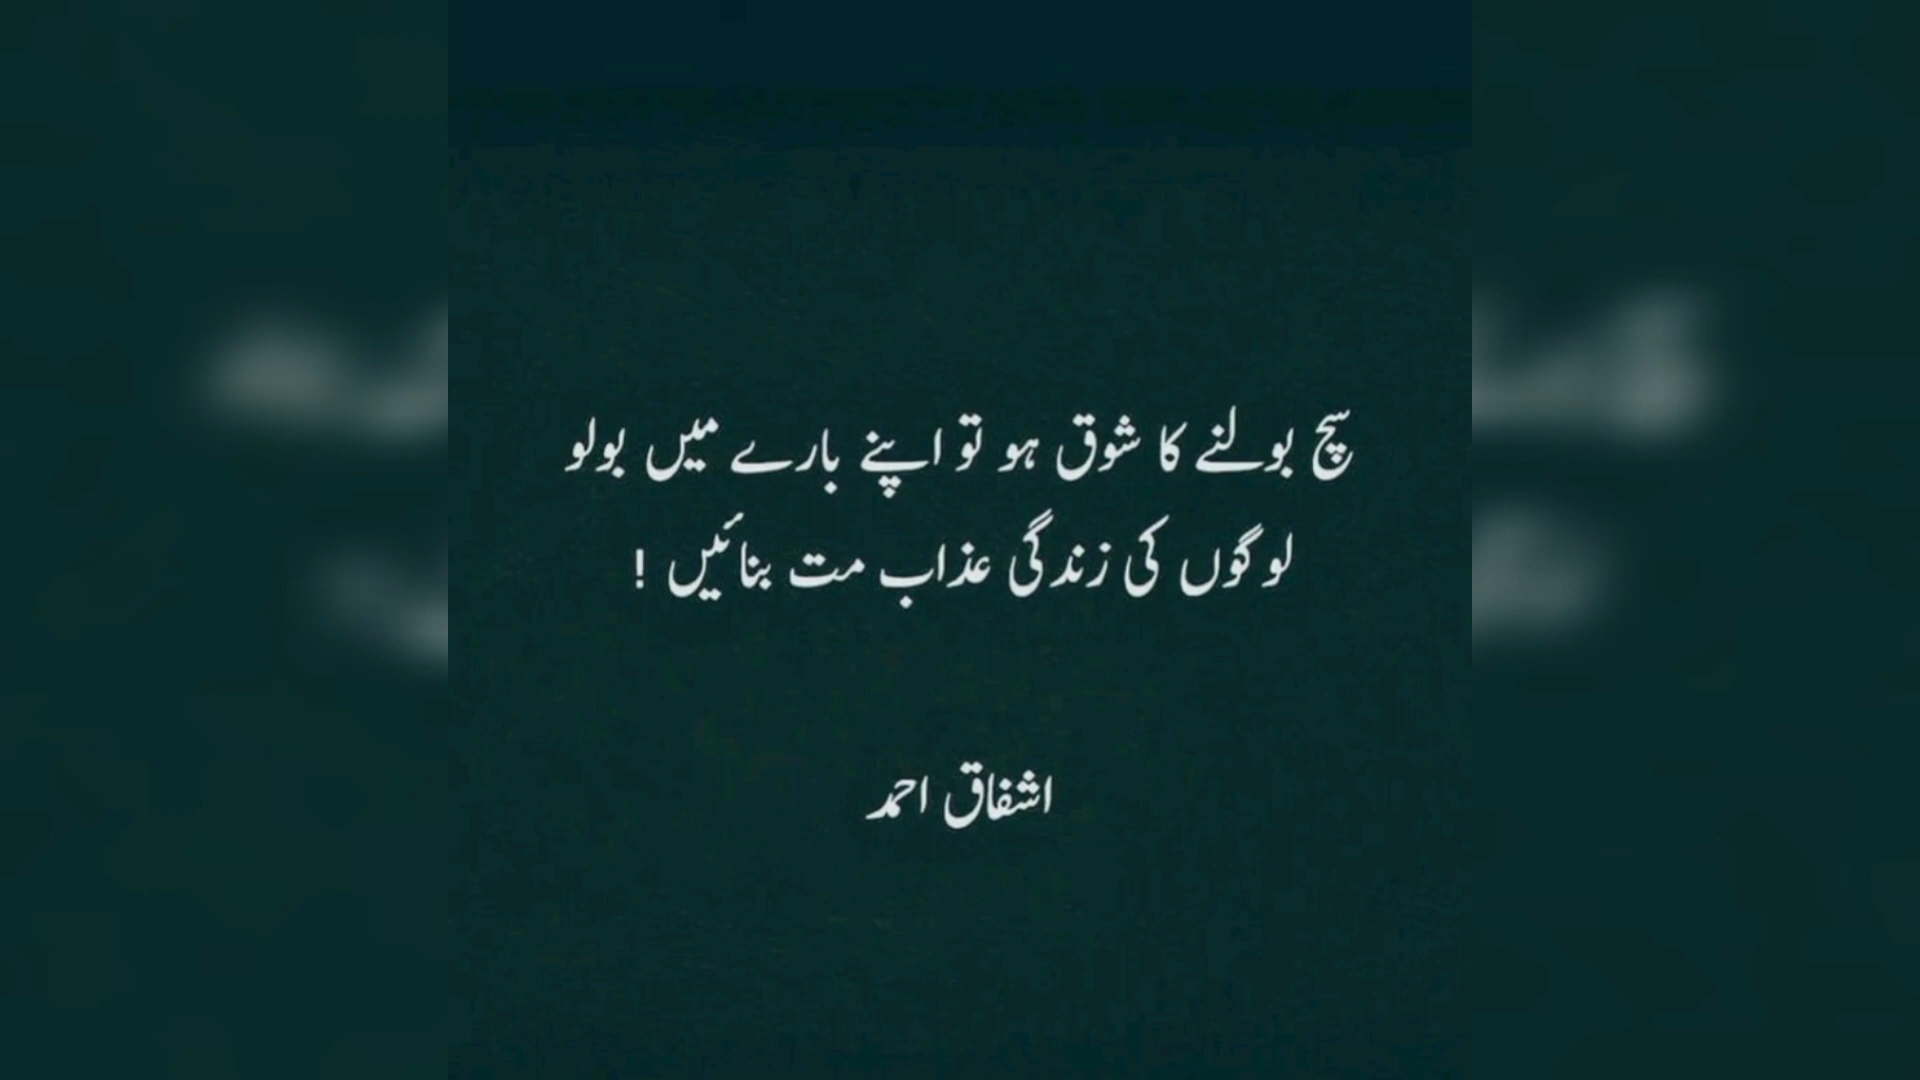 سچ بولنے کا شوق ہو تو اپنے بارے میں بولو
لوگوں کی زندگی عذاب مت بنائیں !
اشفاق احمد